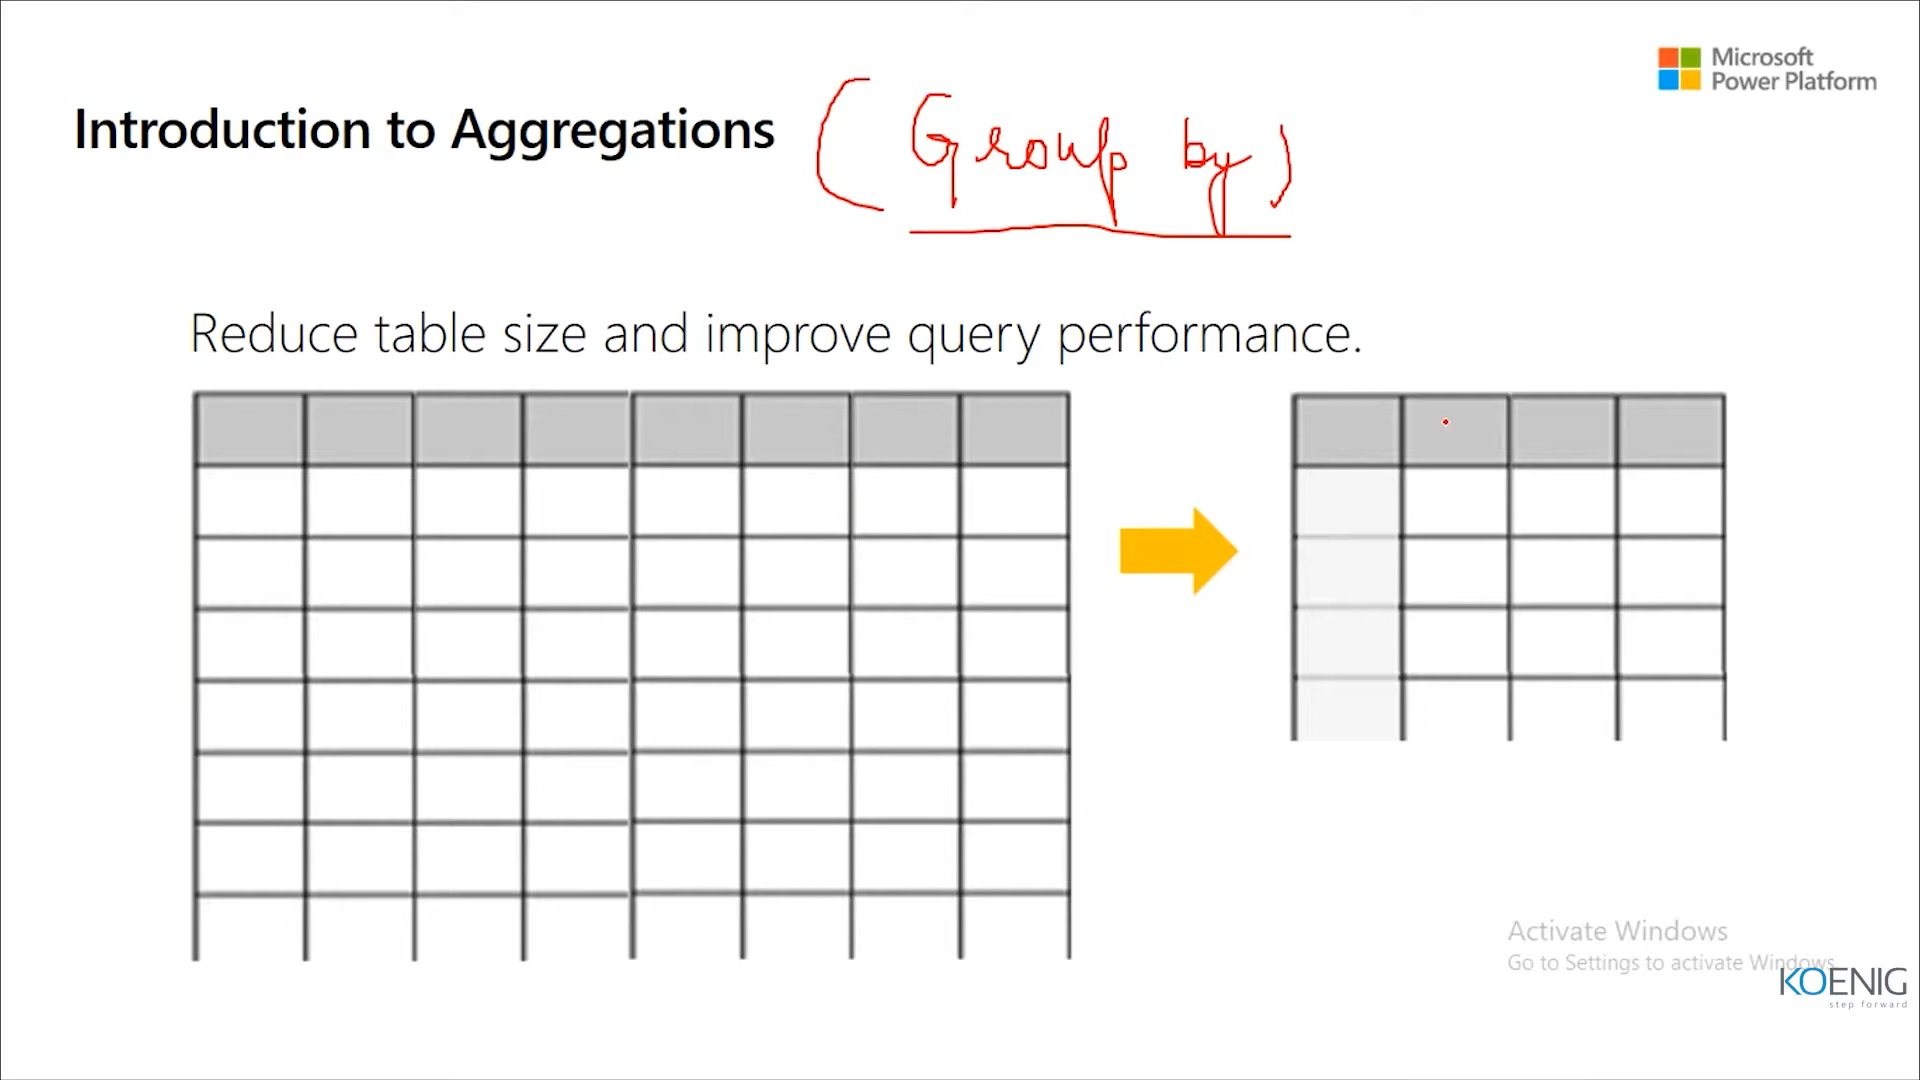 Microsoft
Power Platform
Introduction to Aggregations (Group by)
Reduce table size and improve query performance.
Activate Windows
Go to Settings to activate Windows.
KOENIG
step forward